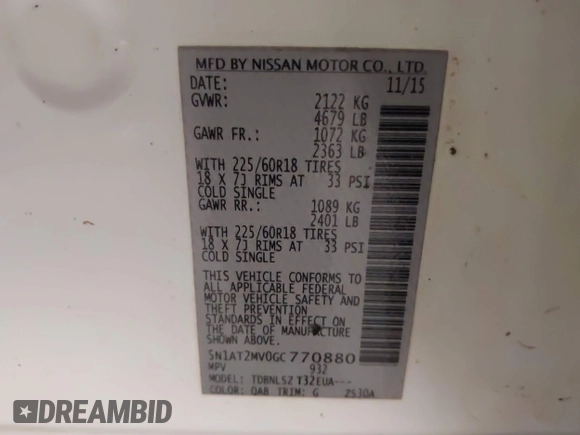 MFD BY NISSAN MOTOR CO., LTD.
DATE: 11/15
GVWR: 2122 KG
4679 LB
GAWR FR.: 1072 KG
2363 LB
WITH 225/60R18 TIRES
18 X 7J RIMS AT 33 PSI
COLD SINGLE
GAWR RR.: 1089 KG
2401 LB
WITH 225/60R18 TIRES
18 X 7J RIMS AT 33 PSI
COLD SINGLE
THIS VEHICLE CONFORMS TO
ALL APPLICABLE FEDERAL
MOTOR VEHICLE SAFETY AND
THEFT PREVENTION
STANDARDS IN EFFECT ON
THE DATE OF MANUFACTURE
SHOWN ABOVE.
5N1AT2MV0GC770880
MPV 932
MODEL: TDBNLSZ T32EUA---
COLOR: QAB TRIM: G ZS30A
DREAMBID